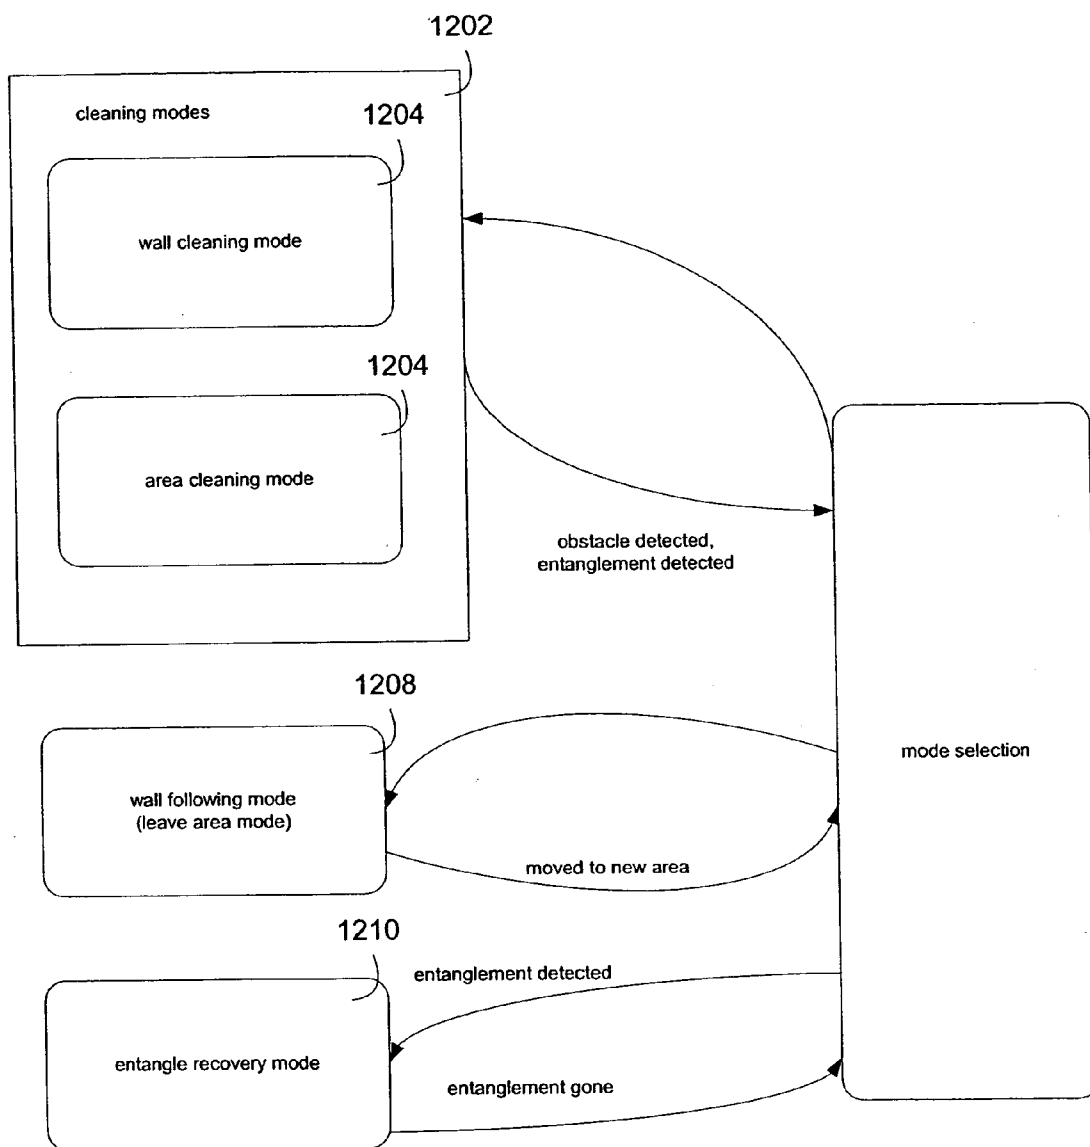 1202
cleaning modes
1204
wall cleaning mode
1204
area cleaning mode
obstacle detected,
entanglement detected
1208
wall following mode
(leave area mode)
mode selection
moved to new area
1210
entanglement detected
entangle recovery mode
entanglement gone